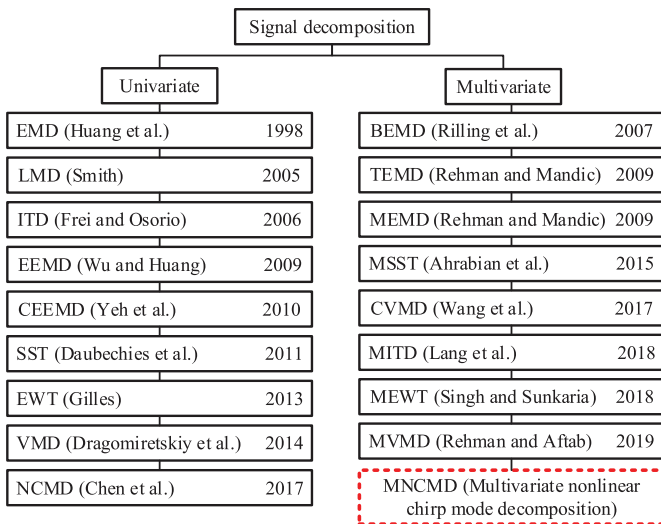 Signal decomposition
Univariate
EMD (Huang et al.) 1998
LMD (Smith) 2005
ITD (Frei and Osorio) 2006
EEMD (Wu and Huang) 2009
CEEMD (Yeh et al.) 2010
SST (Daubechies et al.) 2011
EWT (Gilles) 2013
VMD (Dragomiretskiy et al.) 2014
NCMD (Chen et al.) 2017
Multivariate
BEMD (Rilling et al.) 2007
TEMD (Rehman and Mandic) 2009
MEMD (Rehman and Mandic) 2009
MSST (Ahrabian et al.) 2015
CVMD (Wang et al.) 2017
MITD (Lang et al.) 2018
MEWT (Singh and Sunkaria) 2018
MVMD (Rehman and Aftab) 2019
MNCMD (Multivariate nonlinear
chirp mode decomposition)